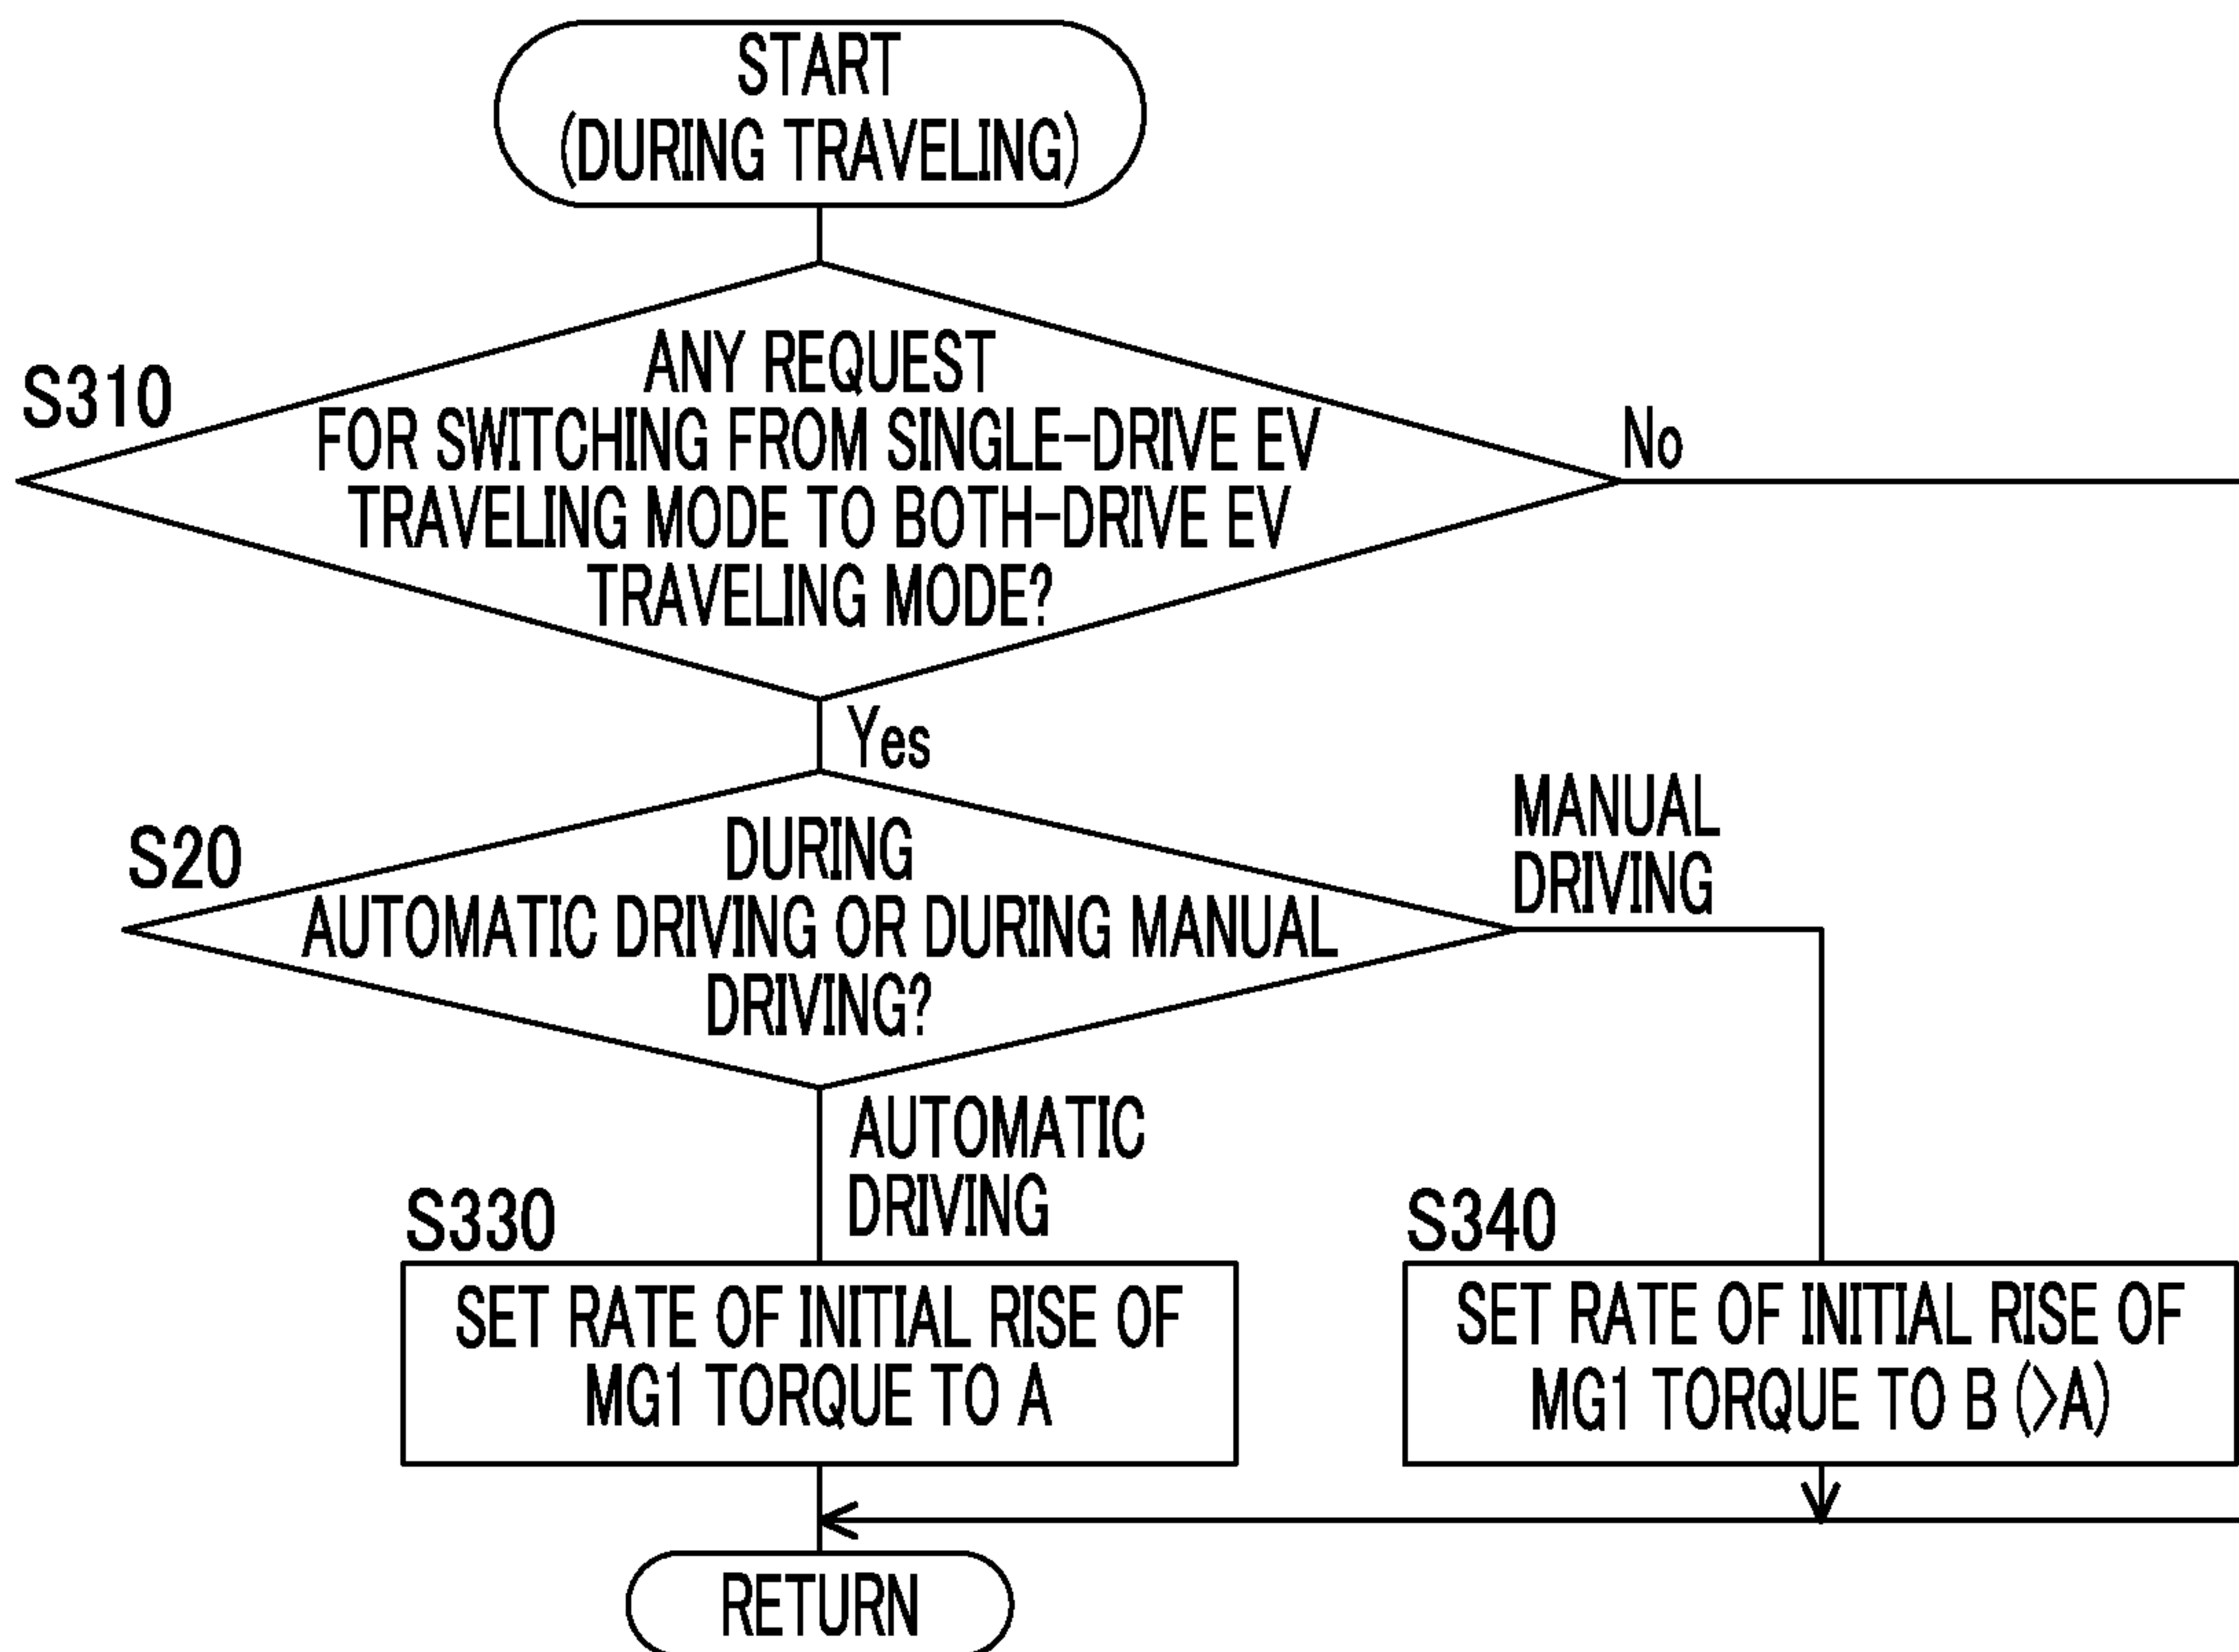 START
(DURING TRAVELING)
S310
ANY REQUEST
FOR SWITCHING FROM SINGLE-DRIVE EV
TRAVELING MODE TO BOTH-DRIVE EV
TRAVELING MODE?
No
Yes
S20
DURING
AUTOMATIC DRIVING OR DURING MANUAL
DRIVING?
MANUAL
DRIVING
AUTOMATIC
DRIVING
S330
SET RATE OF INITIAL RISE OF
MG1 TORQUE TO A
S340
SET RATE OF INITIAL RISE OF
MG1 TORQUE TO B (>A)
RETURN